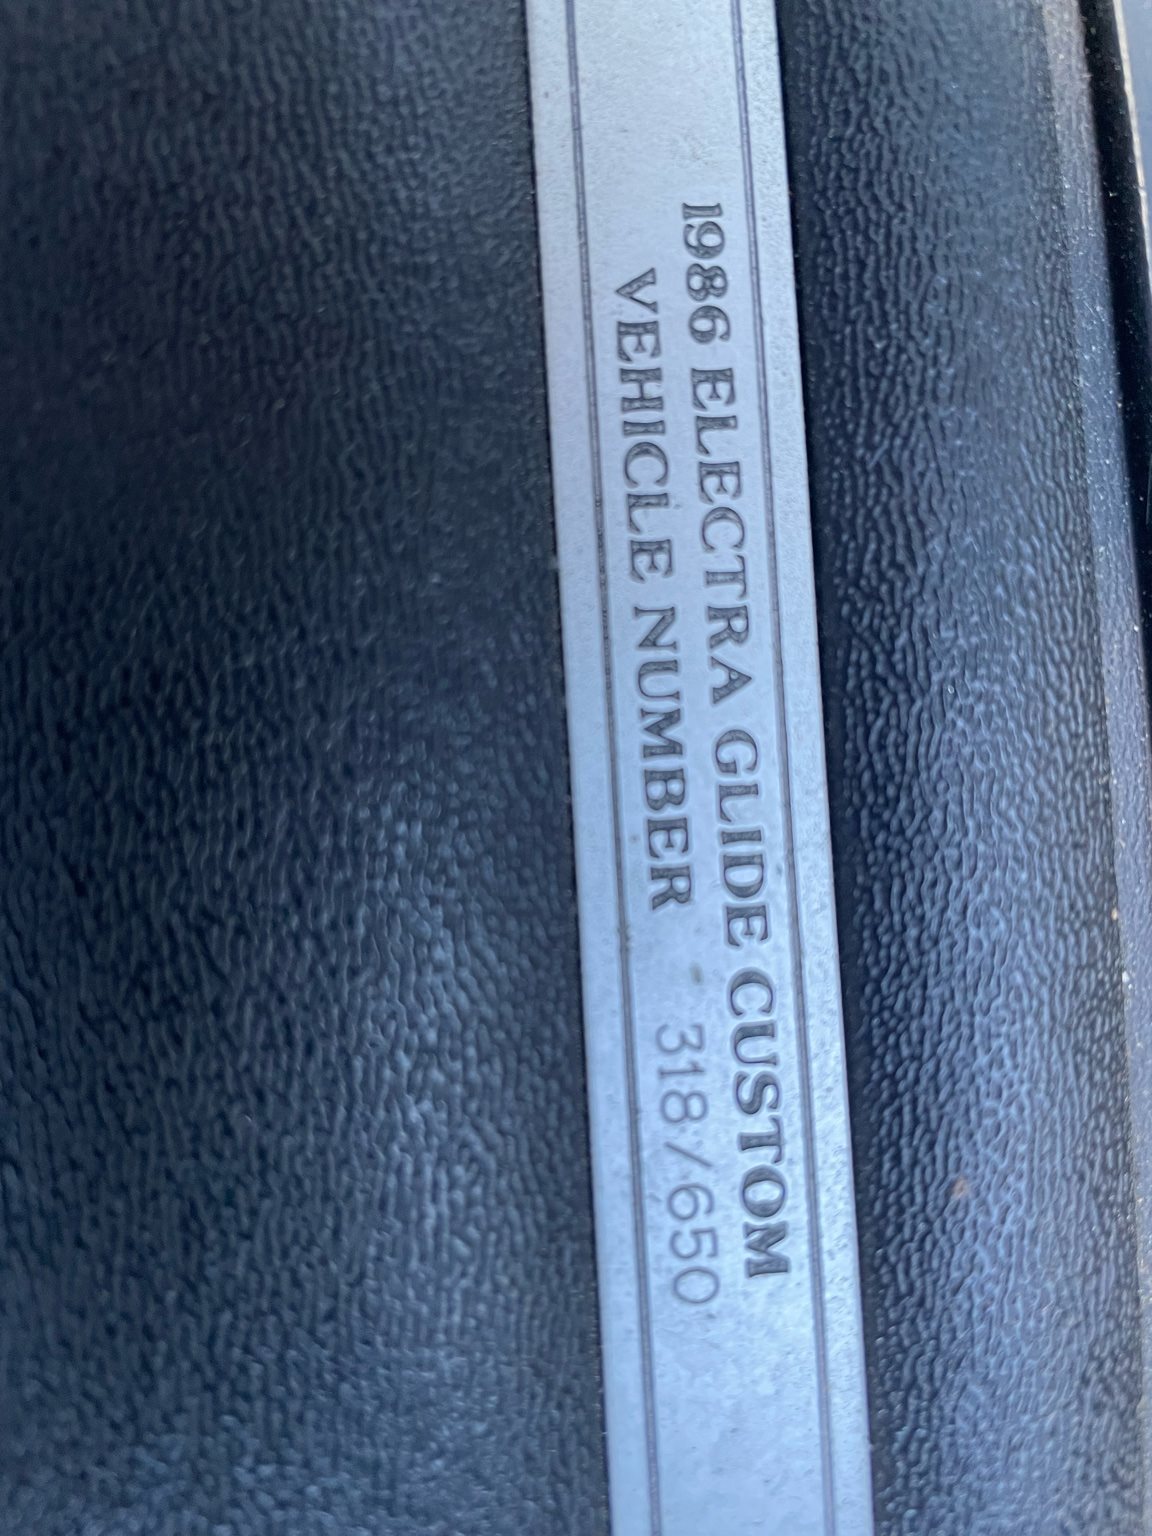 1986 ELECTRA GLIDE CUSTOM
VEHICLE NUMBER 318/650